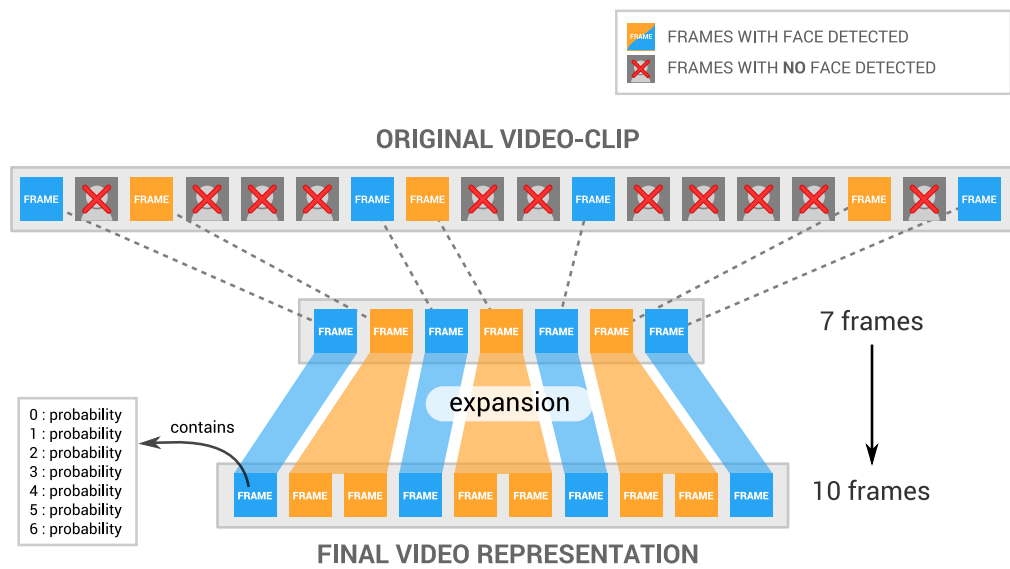 FRAME FRAMES WITH FACE DETECTED
FRAMES WITH NO FACE DETECTED
ORIGINAL VIDEO-CLIP
FRAME FRAME FRAME FRAME FRAME FRAME FRAME
FRAME FRAME FRAME FRAME FRAME FRAME FRAME
7 frames
expansion
0 : probability
1 : probability
2 : probability
3 : probability
4 : probability
5 : probability
6 : probability
contains
FRAME FRAME FRAME FRAME FRAME FRAME FRAME FRAME FRAME FRAME
10 frames
FINAL VIDEO REPRESENTATION